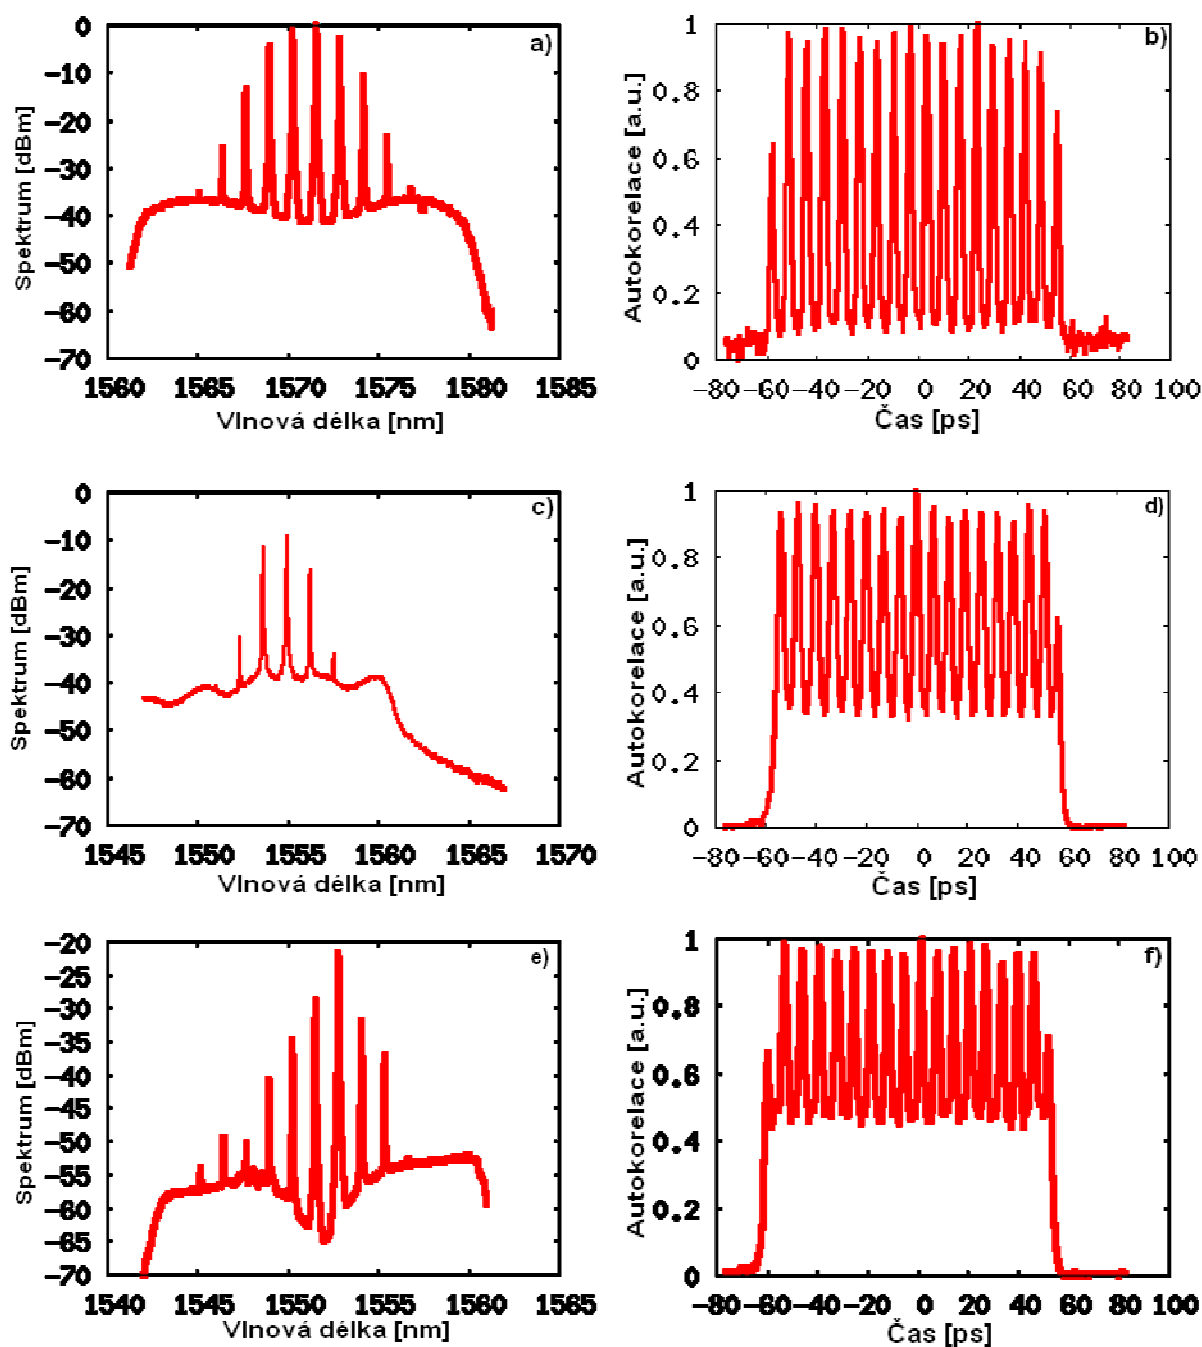 0
-10
-20
-30
-40
-50
-60
-70
Spektrum [dBm]
a)
1560 1565 1570 1575 1580 1585
Vlnová délka [nm]
1
0.8
0.6
0.4
0.2
0
Autokorelace [a.u.]
b)
-80 -60 -40 -20 0 20 40 60 80 100
Čas [ps]
0
-10
-20
-30
-40
-50
-60
-70
Spektrum [dBm]
c)
1545 1550 1555 1560 1565 1570
Vlnová délka [nm]
1
0.8
0.6
0.4
0.2
0
Autokorelace [a.u.]
d)
-80 -60 -40 -20 0 20 40 60 80 100
Čas [ps]
-20
-25
-30
-35
-40
-45
-50
-55
-60
-65
-70
Spektrum [dBm]
e)
1540 1545 1550 1555 1560 1565
Vlnová délka [nm]
1
0.8
0.6
0.4
0.2
0
Autokorelace [a.u.]
f)
-80 -60 -40 -20 0 20 40 60 80 100
Čas [ps]